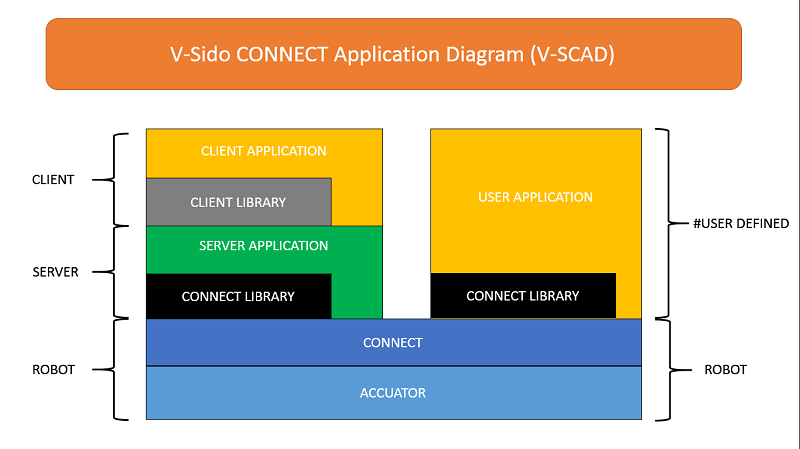 V-Sido CONNECT Application Diagram (V-SCAD)
CLIENT APPLICATION
CLIENT
CLIENT LIBRARY
USER APPLICATION
#USER DEFINED
SERVER APPLICATION
SERVER
CONNECT LIBRARY
CONNECT LIBRARY
CONNECT
ROBOT
ROBOT
ACCUATOR